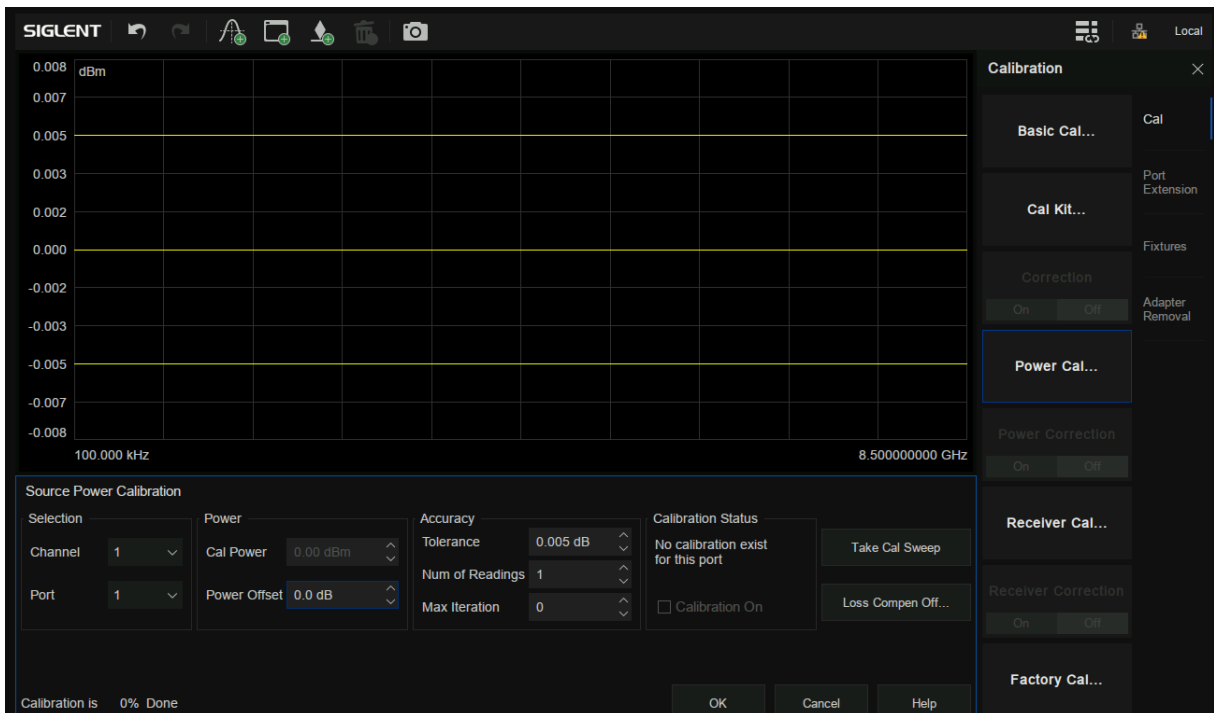 SIGLENT
Local
0.008 dBm
0.007
0.005
0.003
0.002
0.000
-0.002
-0.003
-0.005
-0.007
-0.008
100.000 kHz 8.500000000 GHz
Calibration
Basic Cal...
Cal Kit...
Correction
On Off
Power Cal...
Power Correction
On Off
Receiver Cal...
Receiver Correction
On Off
Factory Cal...
Cal
Port
Extension
Fixtures
Adapter
Removal
Source Power Calibration
Selection
Channel 1
Port 1
Power
Cal Power 0.00 dBm
Power Offset 0.0 dB
Accuracy
Tolerance 0.005 dB
Num of Readings 1
Max Iteration 0
Calibration Status
No calibration exist
for this port
Calibration On
Take Cal Sweep
Loss Compen Off...
Calibration is 0% Done
OK Cancel Help